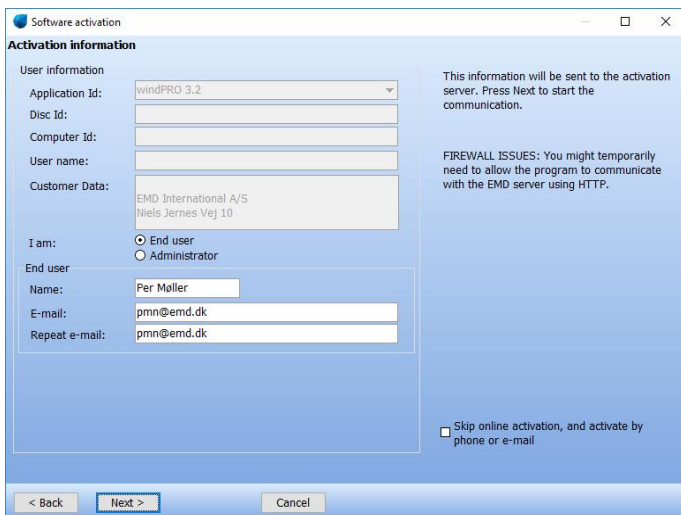 Software activation
Activation information
User information
Application Id: windPRO 3.2
Disc Id:
Computer Id:
User name:
Customer Data:
EMD International A/S
Niels Jernes Vej 10
I am:
End user
Administrator
End user
Name: Per Møller
E-mail: pmn@emd.dk
Repeat e-mail: pmn@emd.dk
This information will be sent to the activation
server. Press Next to start the
communication.
FIREWALL ISSUES: You might temporarily
need to allow the program to communicate
with the EMD server using HTTP.
Skip online activation, and activate by
phone or e-mail
< Back
Next >
Cancel